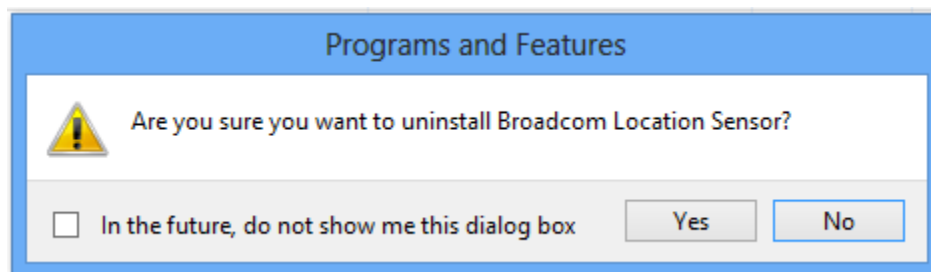 Programs and Features
Are you sure you want to uninstall Broadcom Location Sensor?
In the future, do not show me this dialog box
Yes
No